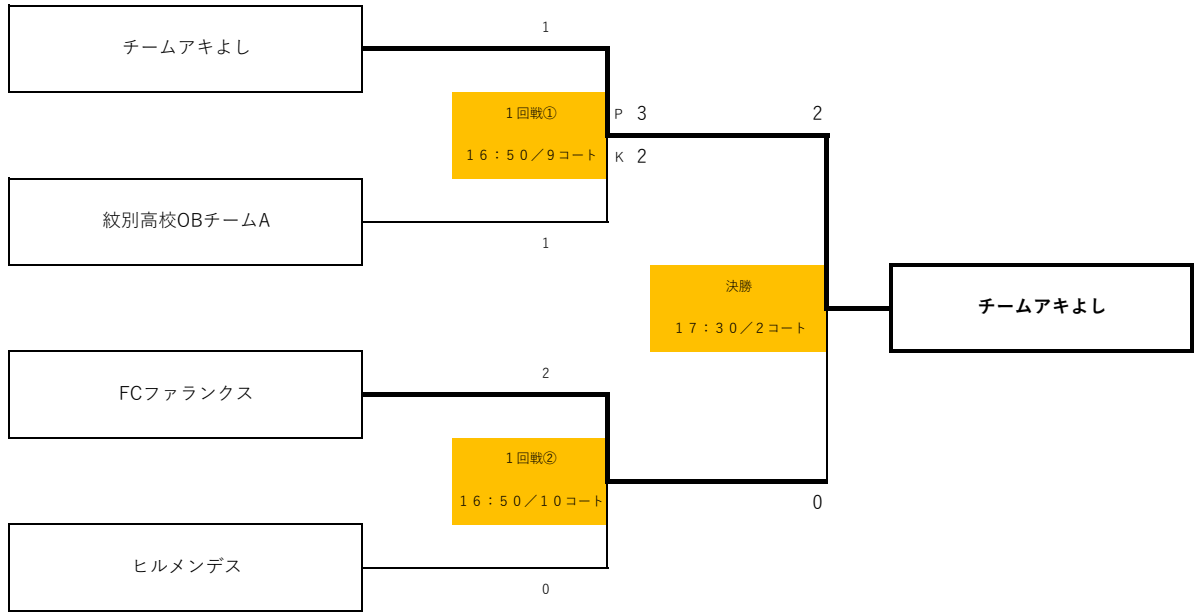 チームアキよし
1
1回戦①
16：50／9コート
P 3
K 2
2
紋別高校OBチームA
1
決勝
17：30／2コート
チームアキよし
FCファランクス
2
1回戦②
16：50／10コート
0
ヒルメンデス
0